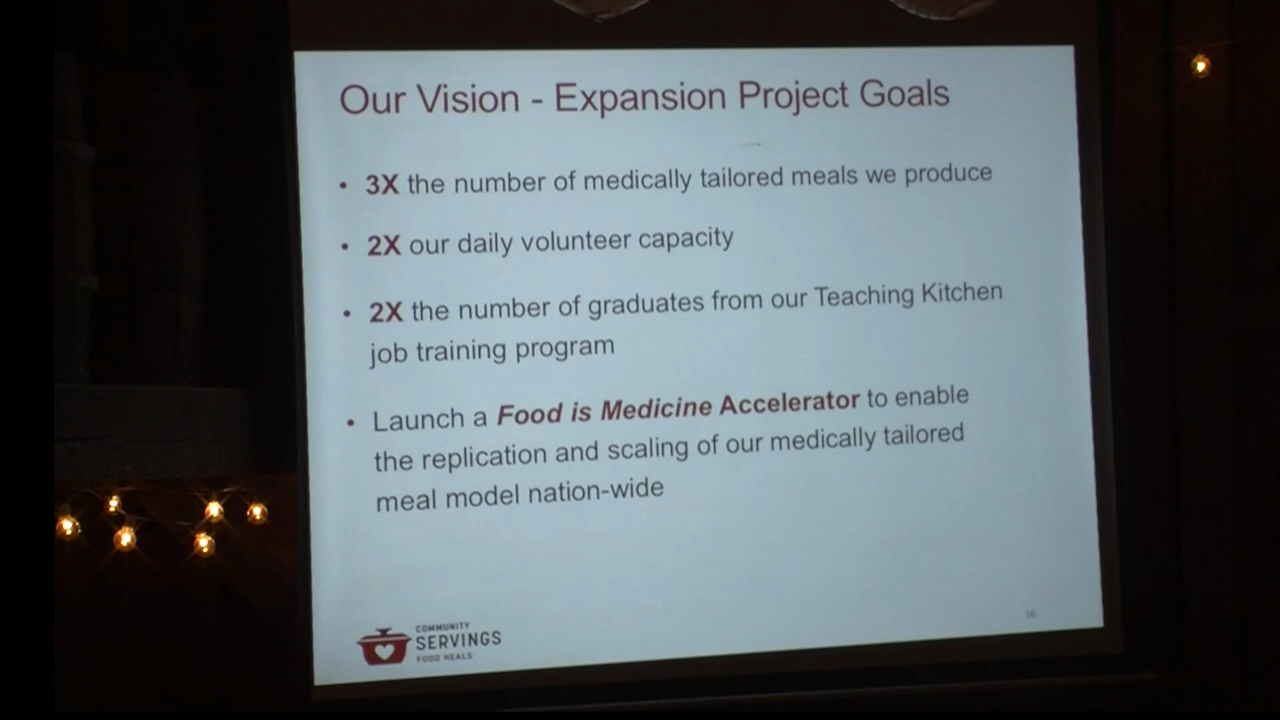 Our Vision - Expansion Project Goals
• 3X the number of medically tailored meals we produce
• 2X our daily volunteer capacity
• 2X the number of graduates from our Teaching Kitchen
job training program
• Launch a Food is Medicine Accelerator to enable
the replication and scaling of our medically tailored
meal model nation-wide
COMMUNITY
SERVINGS
FOOD HEALS
16